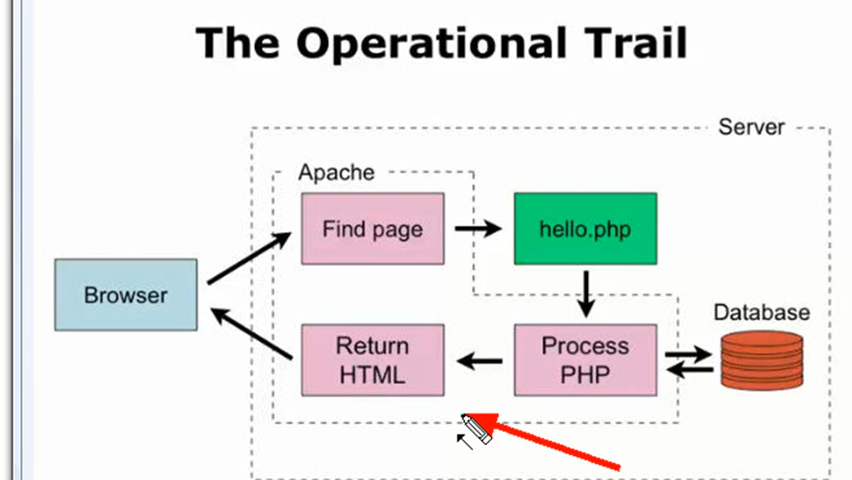 The Operational Trail
Server
Apache
Find page
hello.php
Browser
Database
Return
HTML
Process
PHP